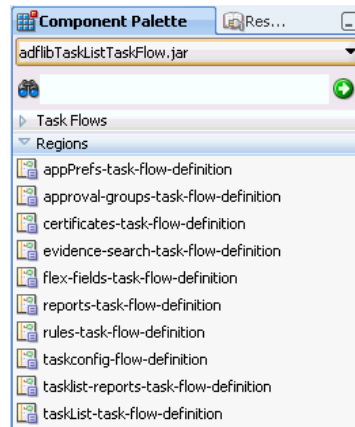 Component Palette
Res...
adflibTaskListTaskFlow.jar
Task Flows
Regions
appPrefs-task-flow-definition
approval-groups-task-flow-definition
certificates-task-flow-definition
evidence-search-task-flow-definition
flex-fields-task-flow-definition
reports-task-flow-definition
rules-task-flow-definition
taskconfig-flow-definition
tasklist-reports-task-flow-definition
taskList-task-flow-definition